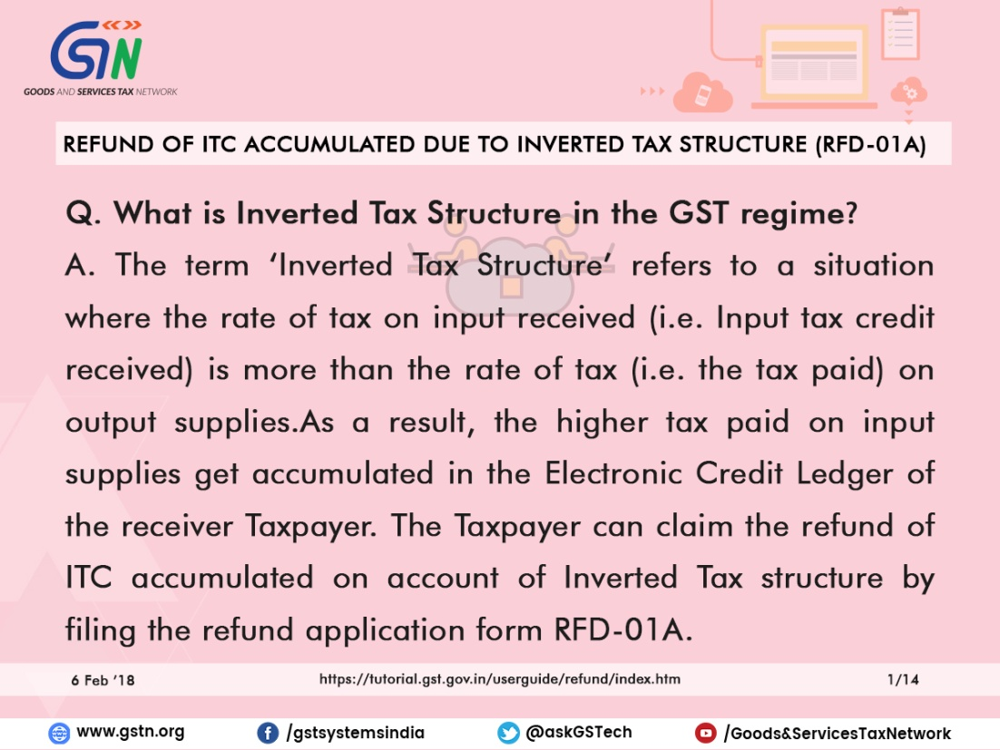 GSTN
GOODS AND SERVICES TAX NETWORK
REFUND OF ITC ACCUMULATED DUE TO INVERTED TAX STRUCTURE (RFD-01A)
Q. What is Inverted Tax Structure in the GST regime?
A. The term ‘Inverted Tax Structure’ refers to a situation
where the rate of tax on input received (i.e. Input tax credit
received) is more than the rate of tax (i.e. the tax paid) on
output supplies.As a result, the higher tax paid on input
supplies get accumulated in the Electronic Credit Ledger of
the receiver Taxpayer. The Taxpayer can claim the refund of
ITC accumulated on account of Inverted Tax structure by
filing the refund application form RFD-01A.
6 Feb ’18 https://tutorial.gst.gov.in/userguide/refund/index.htm 1/14
www.gstn.org /gstsystemsindia @askGSTech /Goods&ServicesTaxNetwork